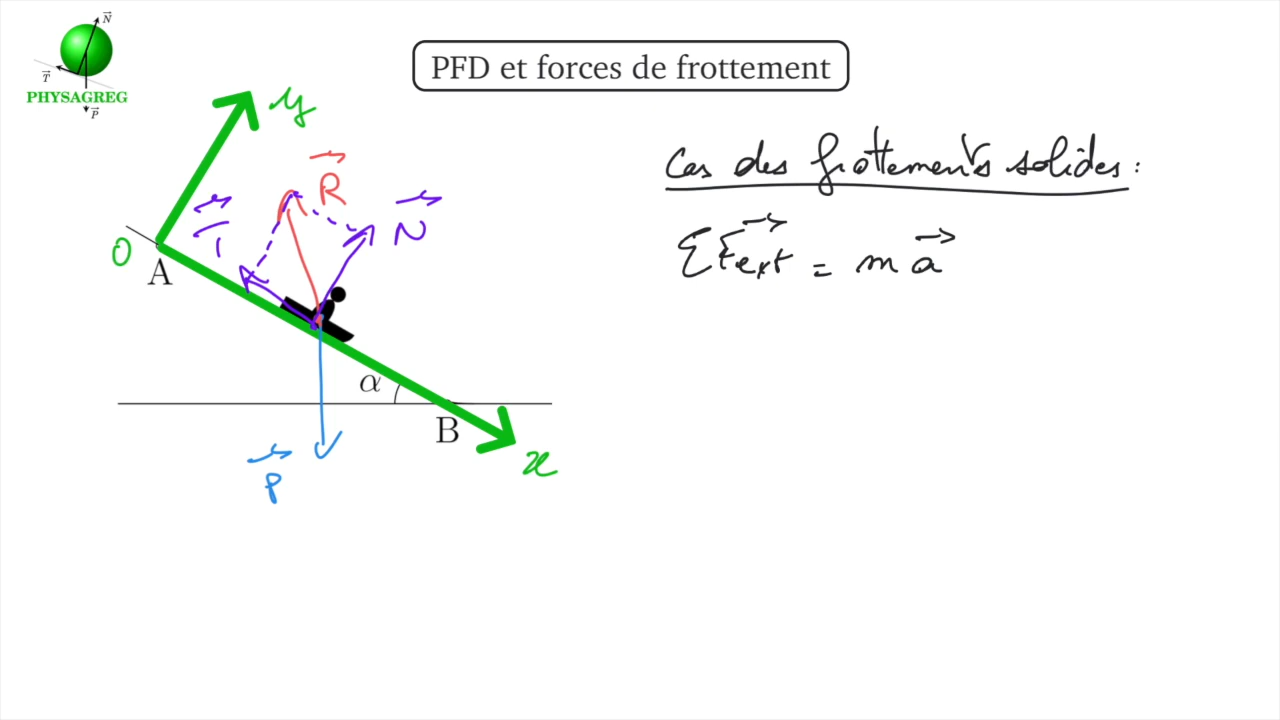 N
T
PHYSAGREG
P
PFD et forces de frottement
y
Cas des frottements solides :
R
T
N
O
A
ΣFext = ma
α
B
x
P